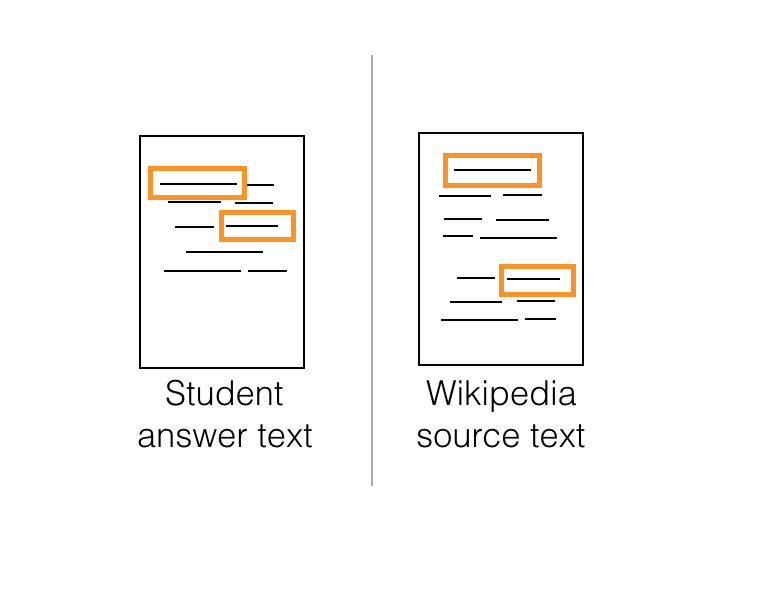 Student
answer text
Wikipedia
source text